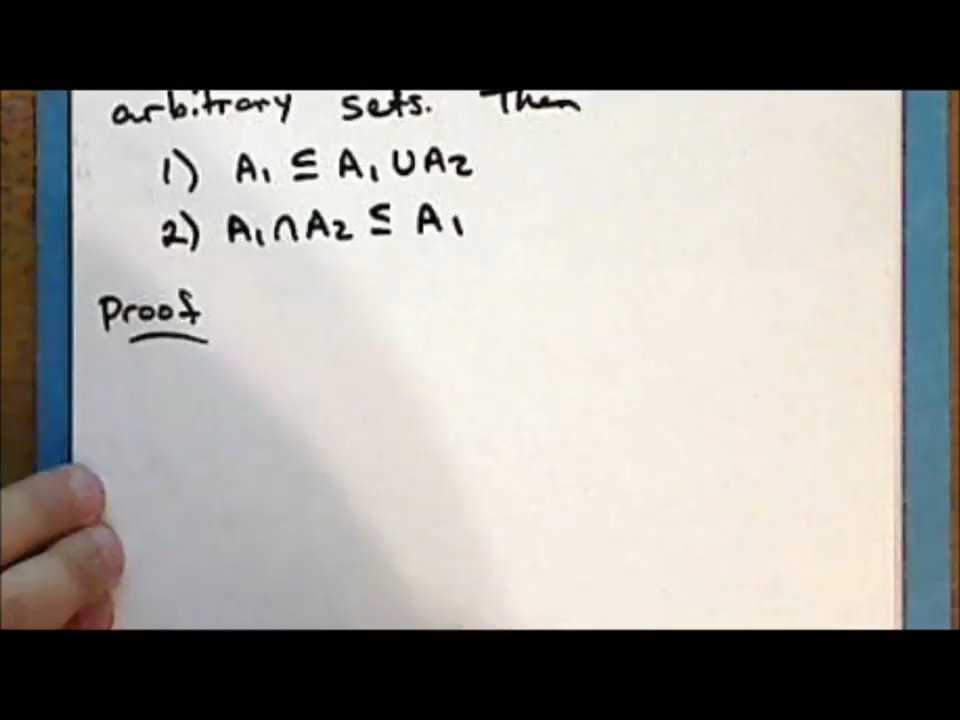 arbitrary sets. Then
1) A₁ ⊆ A₁ ∪ A₂
2) A₁ ∩ A₂ ⊆ A₁
Proof